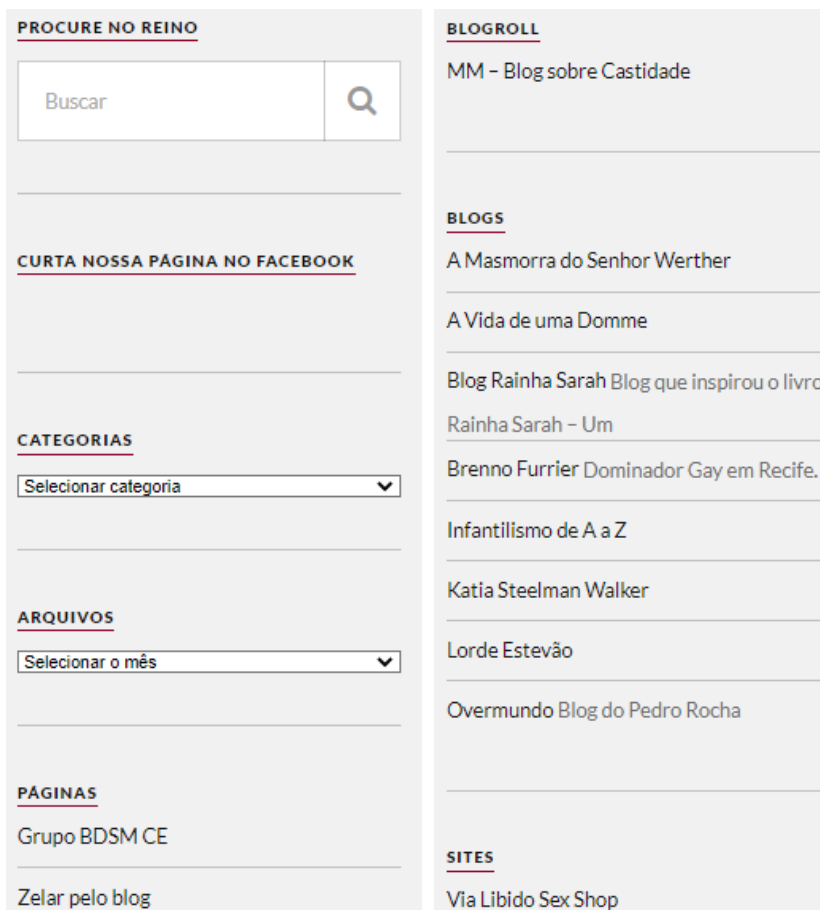 PROCURE NO REINO
Buscar
CURTA NOSSA PÁGINA NO FACEBOOK
CATEGORIAS
Selecionar categoria
ARQUIVOS
Selecionar o mês
PÁGINAS
Grupo BDSM CE
Zelar pelo blog
BLOGROLL
MM – Blog sobre Castidade
BLOGS
A Masmorra do Senhor Werther
A Vida de uma Domme
Blog Rainha Sarah Blog que inspirou o livro
Rainha Sarah – Um
Brenno Furrier Dominador Gay em Recife.
Infantilismo de A a Z
Katia Steelman Walker
Lorde Estevão
Overmundo Blog do Pedro Rocha
SITES
Via Libido Sex Shop